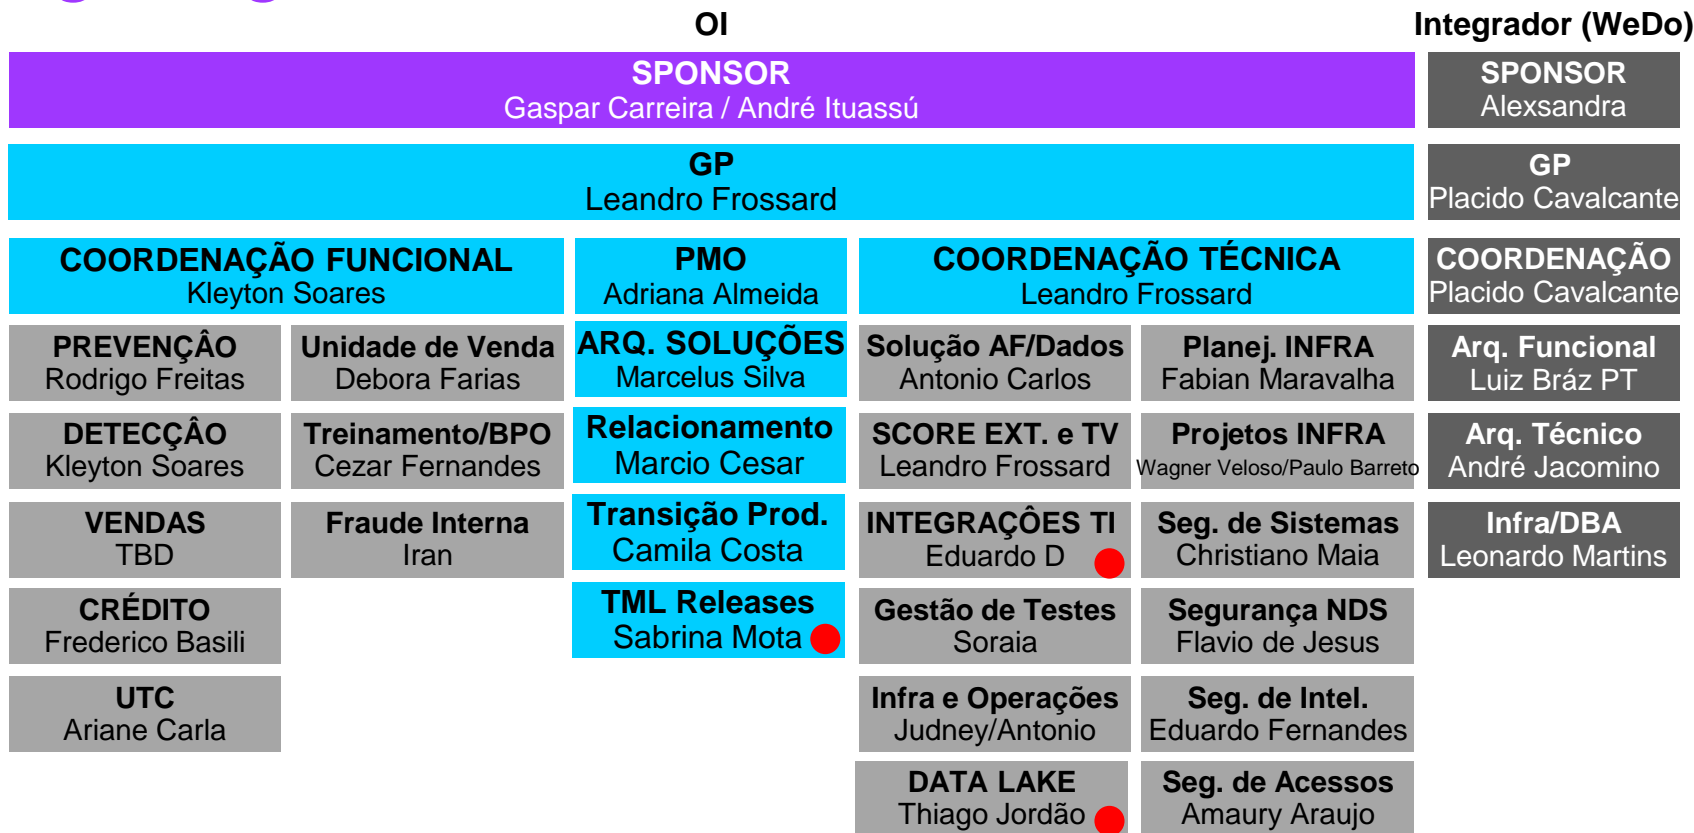 OI
Integrador (WeDo)
SPONSOR
Gaspar Carreira / André Ituassú
SPONSOR
Alexsandra
GP
Leandro Frossard
GP
Placido Cavalcante
COORDENAÇÃO FUNCIONAL
Kleyton Soares
PMO
Adriana Almeida
COORDENAÇÃO TÉCNICA
Leandro Frossard
COORDENAÇÃO
Placido Cavalcante
PREVENÇÂO
Rodrigo Freitas
Unidade de Venda
Debora Farias
ARQ. SOLUÇÕES
Marcelus Silva
Solução AF/Dados
Antonio Carlos
Planej. INFRA
Fabian Maravalha
Arq. Funcional
Luiz Bráz PT
DETECÇÂO
Kleyton Soares
Treinamento/BPO
Cezar Fernandes
Relacionamento
Marcio Cesar
SCORE EXT. e TV
Leandro Frossard
Projetos INFRA
Wagner Veloso/Paulo Barreto
Arq. Técnico
André Jacomino
VENDAS
TBD
Fraude Interna
Iran
Transição Prod.
Camila Costa
INTEGRAÇÔES TI
Eduardo D
Seg. de Sistemas
Christiano Maia
Infra/DBA
Leonardo Martins
CRÉDITO
Frederico Basili
TML Releases
Sabrina Mota
Gestão de Testes
Soraia
Segurança NDS
Flavio de Jesus
UTC
Ariane Carla
Infra e Operações
Judney/Antonio
Seg. de Intel.
Eduardo Fernandes
DATA LAKE
Thiago Jordão
Seg. de Acessos
Amaury Araujo